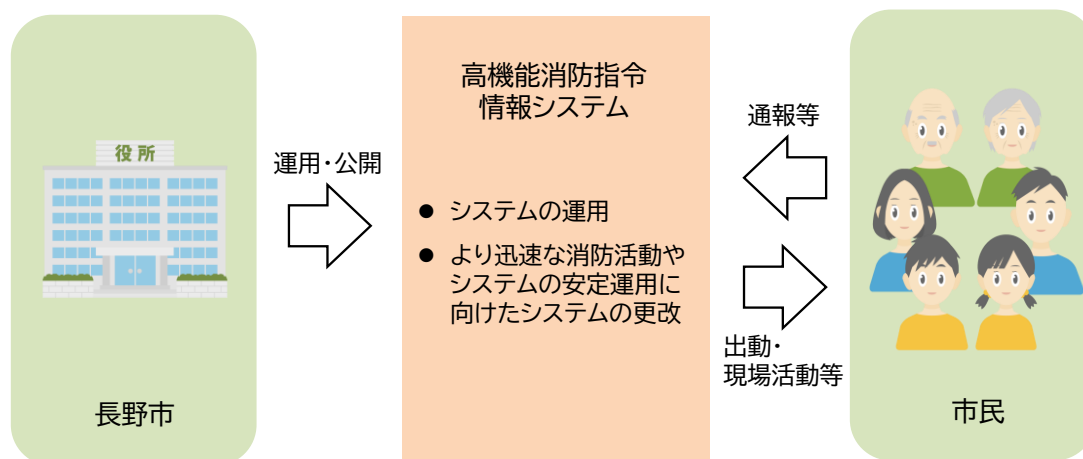 役所
長野市
運用・公開
高機能消防指令
情報システム
● システムの運用
● より迅速な消防活動や
システムの安定運用に
向けたシステムの更改
通報等
出動・
現場活動等
市民